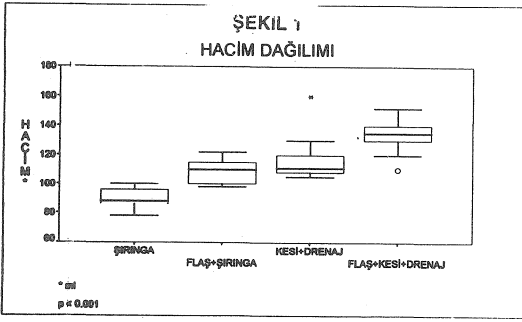 ŞEKİL 1
HACİM DAĞILIMI
180
160
140
120
100
80
60
HACİM*
ŞIRINGA
FLAŞ+ŞIRINGA
KESİ+DRENAJ
FLAŞ+KESİ+DRENAJ
* ml
p < 0.001